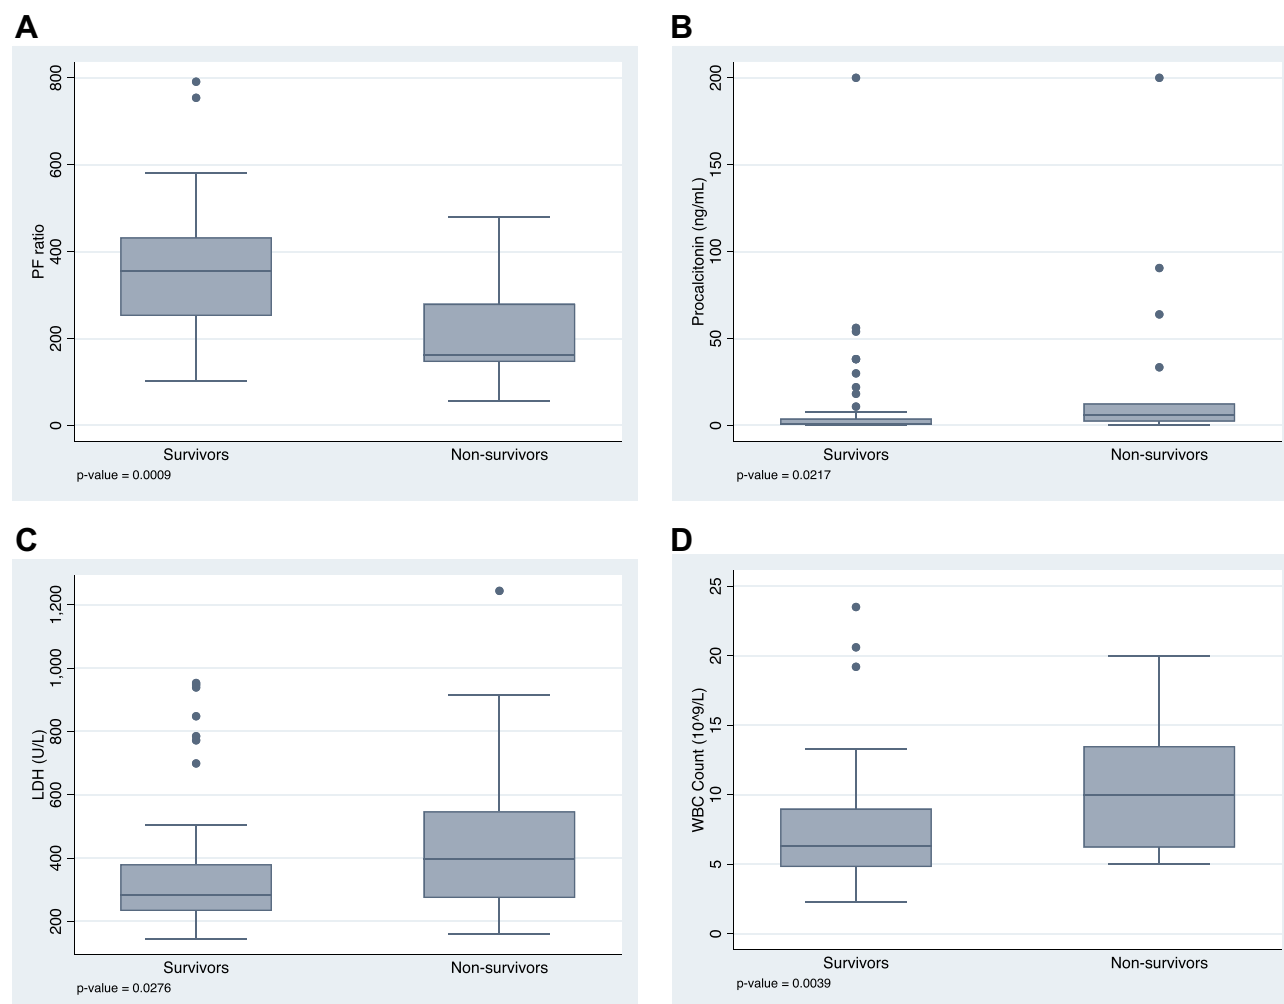 A
800
600
400
200
0
PF ratio
Survivors
Non-survivors
p-value = 0.0009
B
200
150
100
50
0
Procalcitonin (ng/mL)
Survivors
Non-survivors
p-value = 0.0217
C
1,200
1,000
800
600
400
200
LDH (U/L)
Survivors
Non-survivors
p-value = 0.0276
D
25
20
15
10
5
0
WBC Count (10^9/L)
Survivors
Non-survivors
p-value = 0.0039